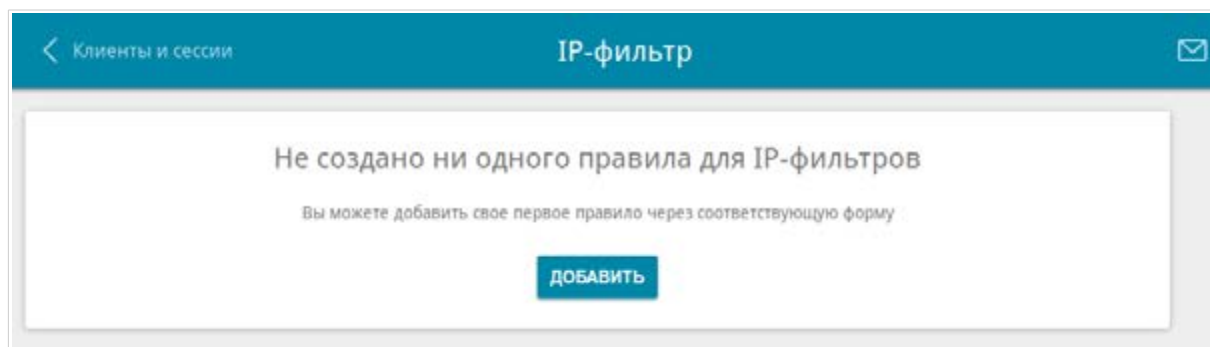 Клиенты и сессии
IP-фильтр
Не создано ни одного правила для IP-фильтров
Вы можете добавить свое первое правило через соответствующую форму
ДОБАВИТЬ